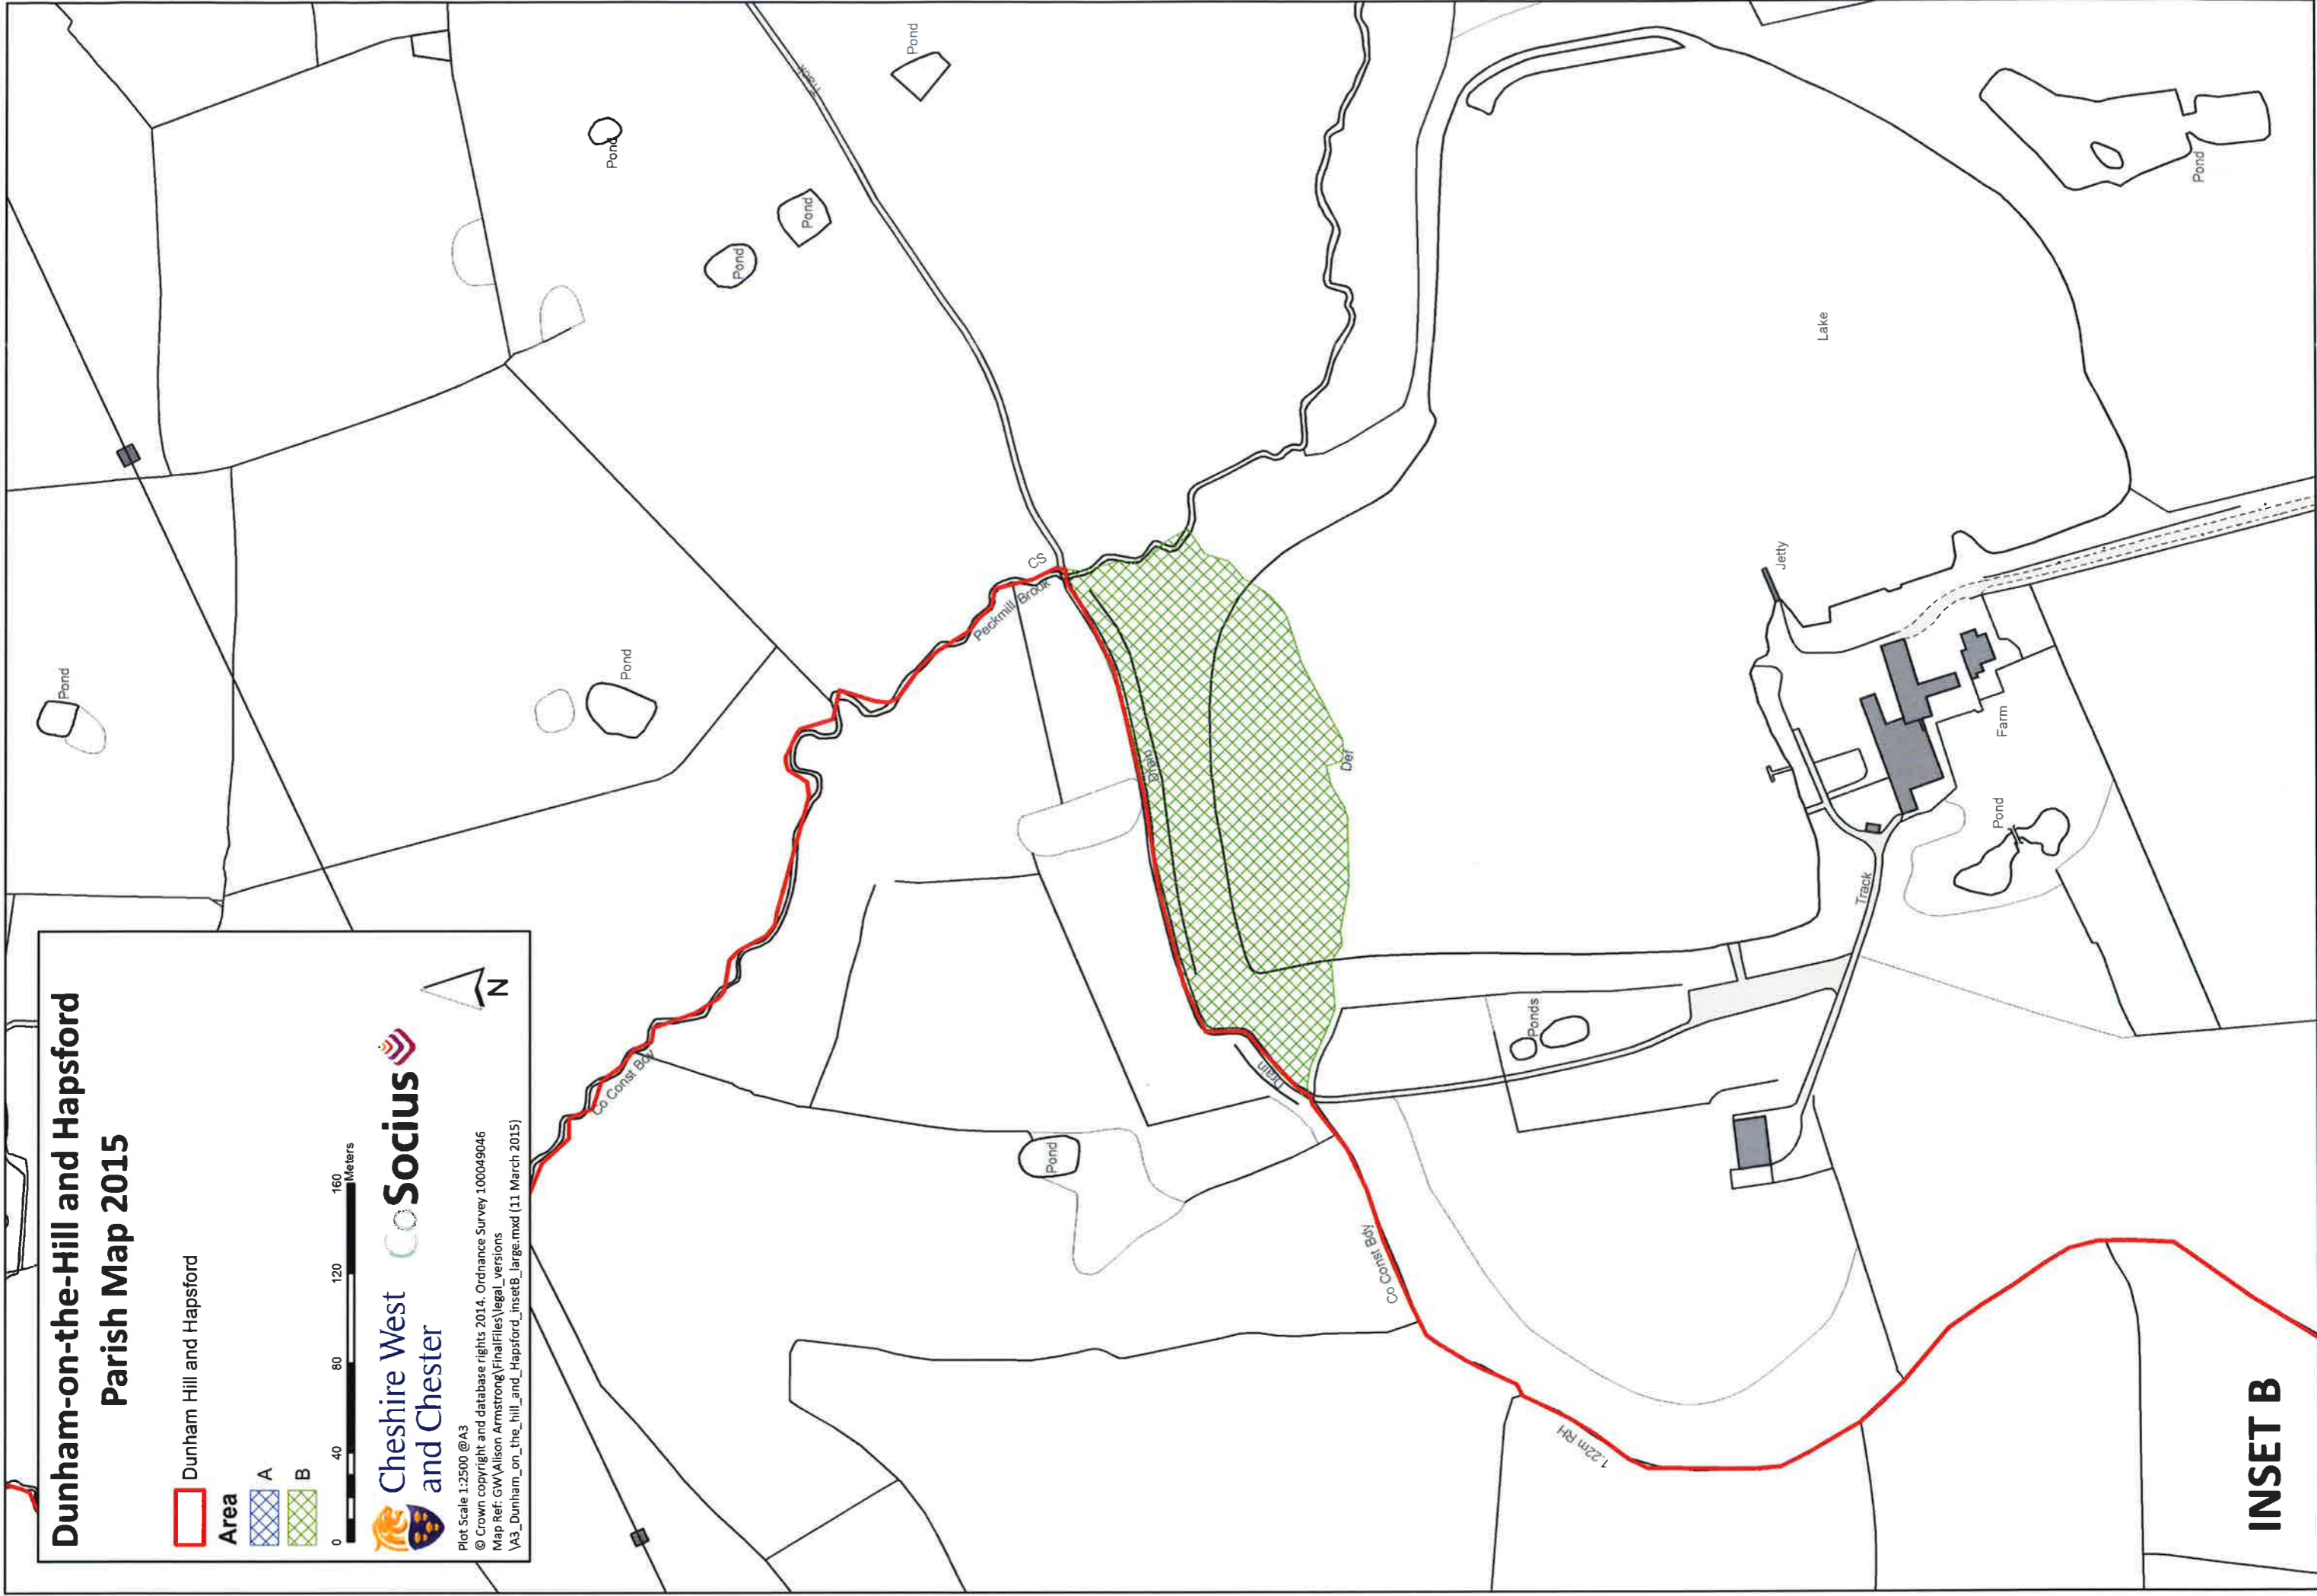 Dunham-on-the-Hill and Hapsford
Parish Map 2015
Dunham Hill and Hapsford
Area
A
B
0 40 80 120 160
Meters
Cheshire West
and Chester
CoSocius
N
Plot Scale 1:2500 @A3
© Crown copyright and database rights 2014. Ordnance Survey 100049046
Map Ref: GW\Alison Armstrong\FinalFiles\legal_versions
\A3_Dunham_on_the_hill_and_Hapsford_insetB_large.mxd (11 March 2015)
Pond
Pond
Pond
Co Const Bdy
Pond
Pond
Track
Pond
Peckmill Brook
CS
Pond
Drain
Drain
Def
Co Const Bdy
Ponds
1.22m RH
Jetty
Lake
Track
Pond
Farm
Pond
INSET B